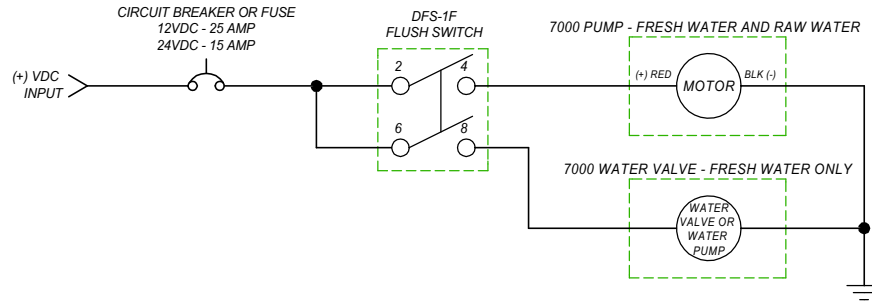 CIRCUIT BREAKER OR FUSE
12VDC - 25 AMP
24VDC - 15 AMP
DFS-1F
FLUSH SWITCH
7000 PUMP - FRESH WATER AND RAW WATER
(+) VDC
INPUT
2
4
(+) RED
MOTOR
BLK (-)
6
8
7000 WATER VALVE - FRESH WATER ONLY
WATER
VALVE OR
WATER
PUMP